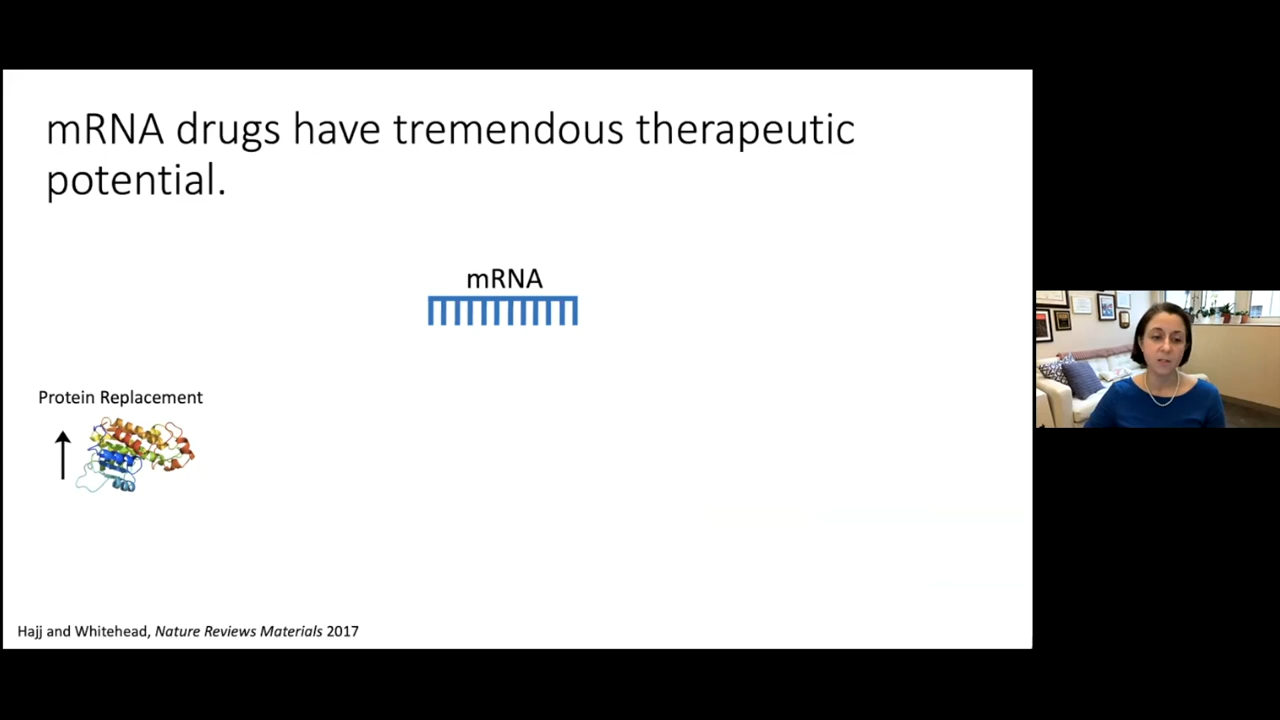 mRNA drugs have tremendous therapeutic
potential.
mRNA
Protein Replacement
Hajj and Whitehead, Nature Reviews Materials 2017